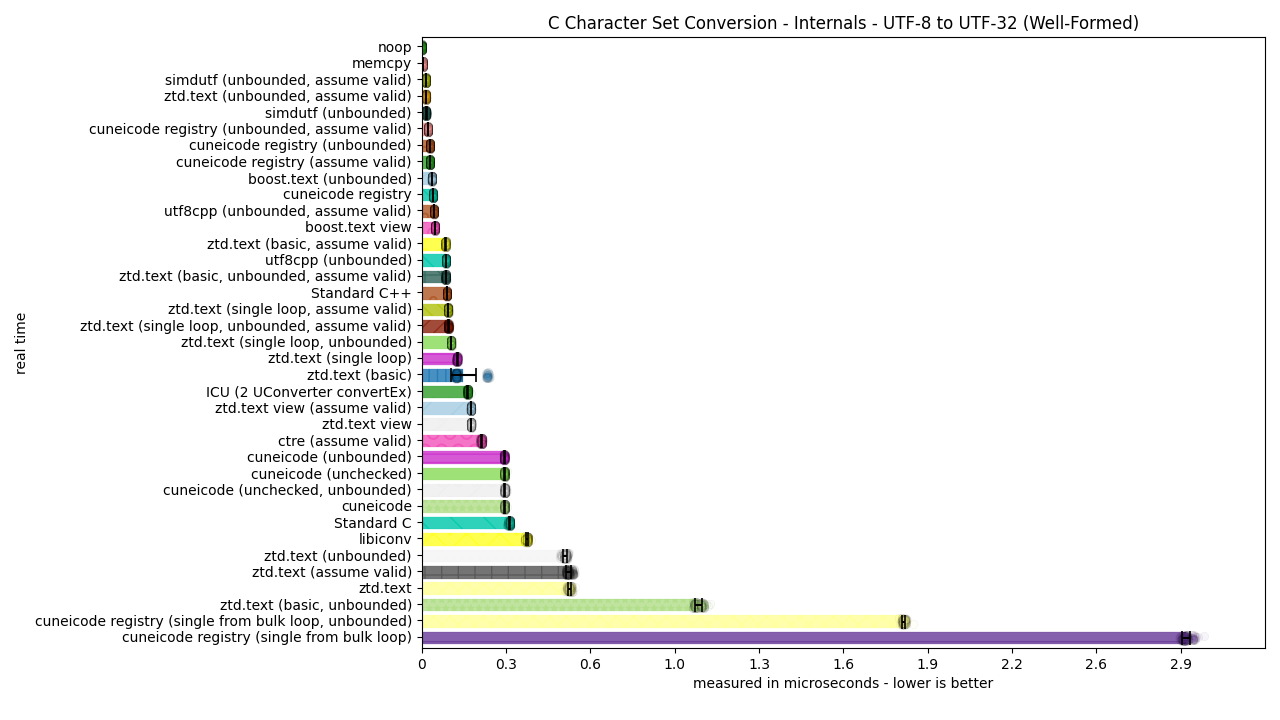 C Character Set Conversion - Internals - UTF-8 to UTF-32 (Well-Formed)
noop
memcpy
simdutf (unbounded, assume valid)
ztd.text (unbounded, assume valid)
simdutf (unbounded)
cuneicode registry (unbounded, assume valid)
cuneicode registry (unbounded)
cuneicode registry (assume valid)
boost.text (unbounded)
cuneicode registry
utf8cpp (unbounded, assume valid)
boost.text view
ztd.text (basic, assume valid)
utf8cpp (unbounded)
ztd.text (basic, unbounded, assume valid)
Standard C++
ztd.text (single loop, assume valid)
ztd.text (single loop, unbounded, assume valid)
ztd.text (single loop, unbounded)
ztd.text (single loop)
ztd.text (basic)
ICU (2 UConverter convertEx)
ztd.text view (assume valid)
ztd.text view
ctre (assume valid)
cuneicode (unbounded)
cuneicode (unchecked)
cuneicode (unchecked, unbounded)
cuneicode
Standard C
libiconv
ztd.text (unbounded)
ztd.text (assume valid)
ztd.text
ztd.text (basic, unbounded)
cuneicode registry (single from bulk loop, unbounded)
cuneicode registry (single from bulk loop)
real time
0 0.3 0.6 1.0 1.3 1.6 1.9 2.2 2.6 2.9
measured in microseconds - lower is better